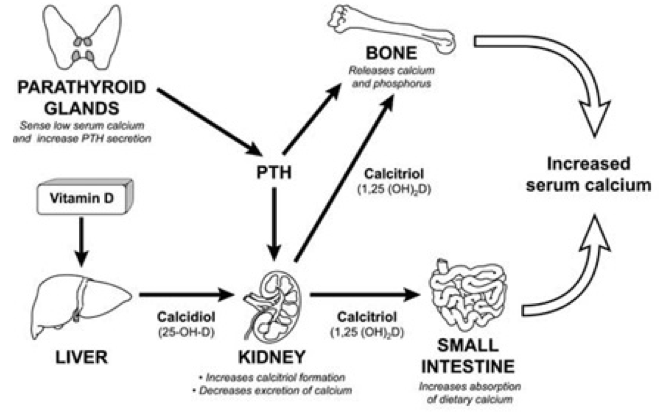 PARATHYROID
GLANDS
Sense low serum calcium
and increase PTH secretion
BONE
Releases calcium
and phosphorus
PTH
Calcitriol
(1,25 (OH)₂D)
Increased
serum calcium
Vitamin D
LIVER
Calcidiol
(25-OH-D)
KIDNEY
• Increases calcitriol formation
• Decreases excretion of calcium
Calcitriol
(1,25 (OH)₂D)
SMALL
INTESTINE
Increases absorption
of dietary calcium